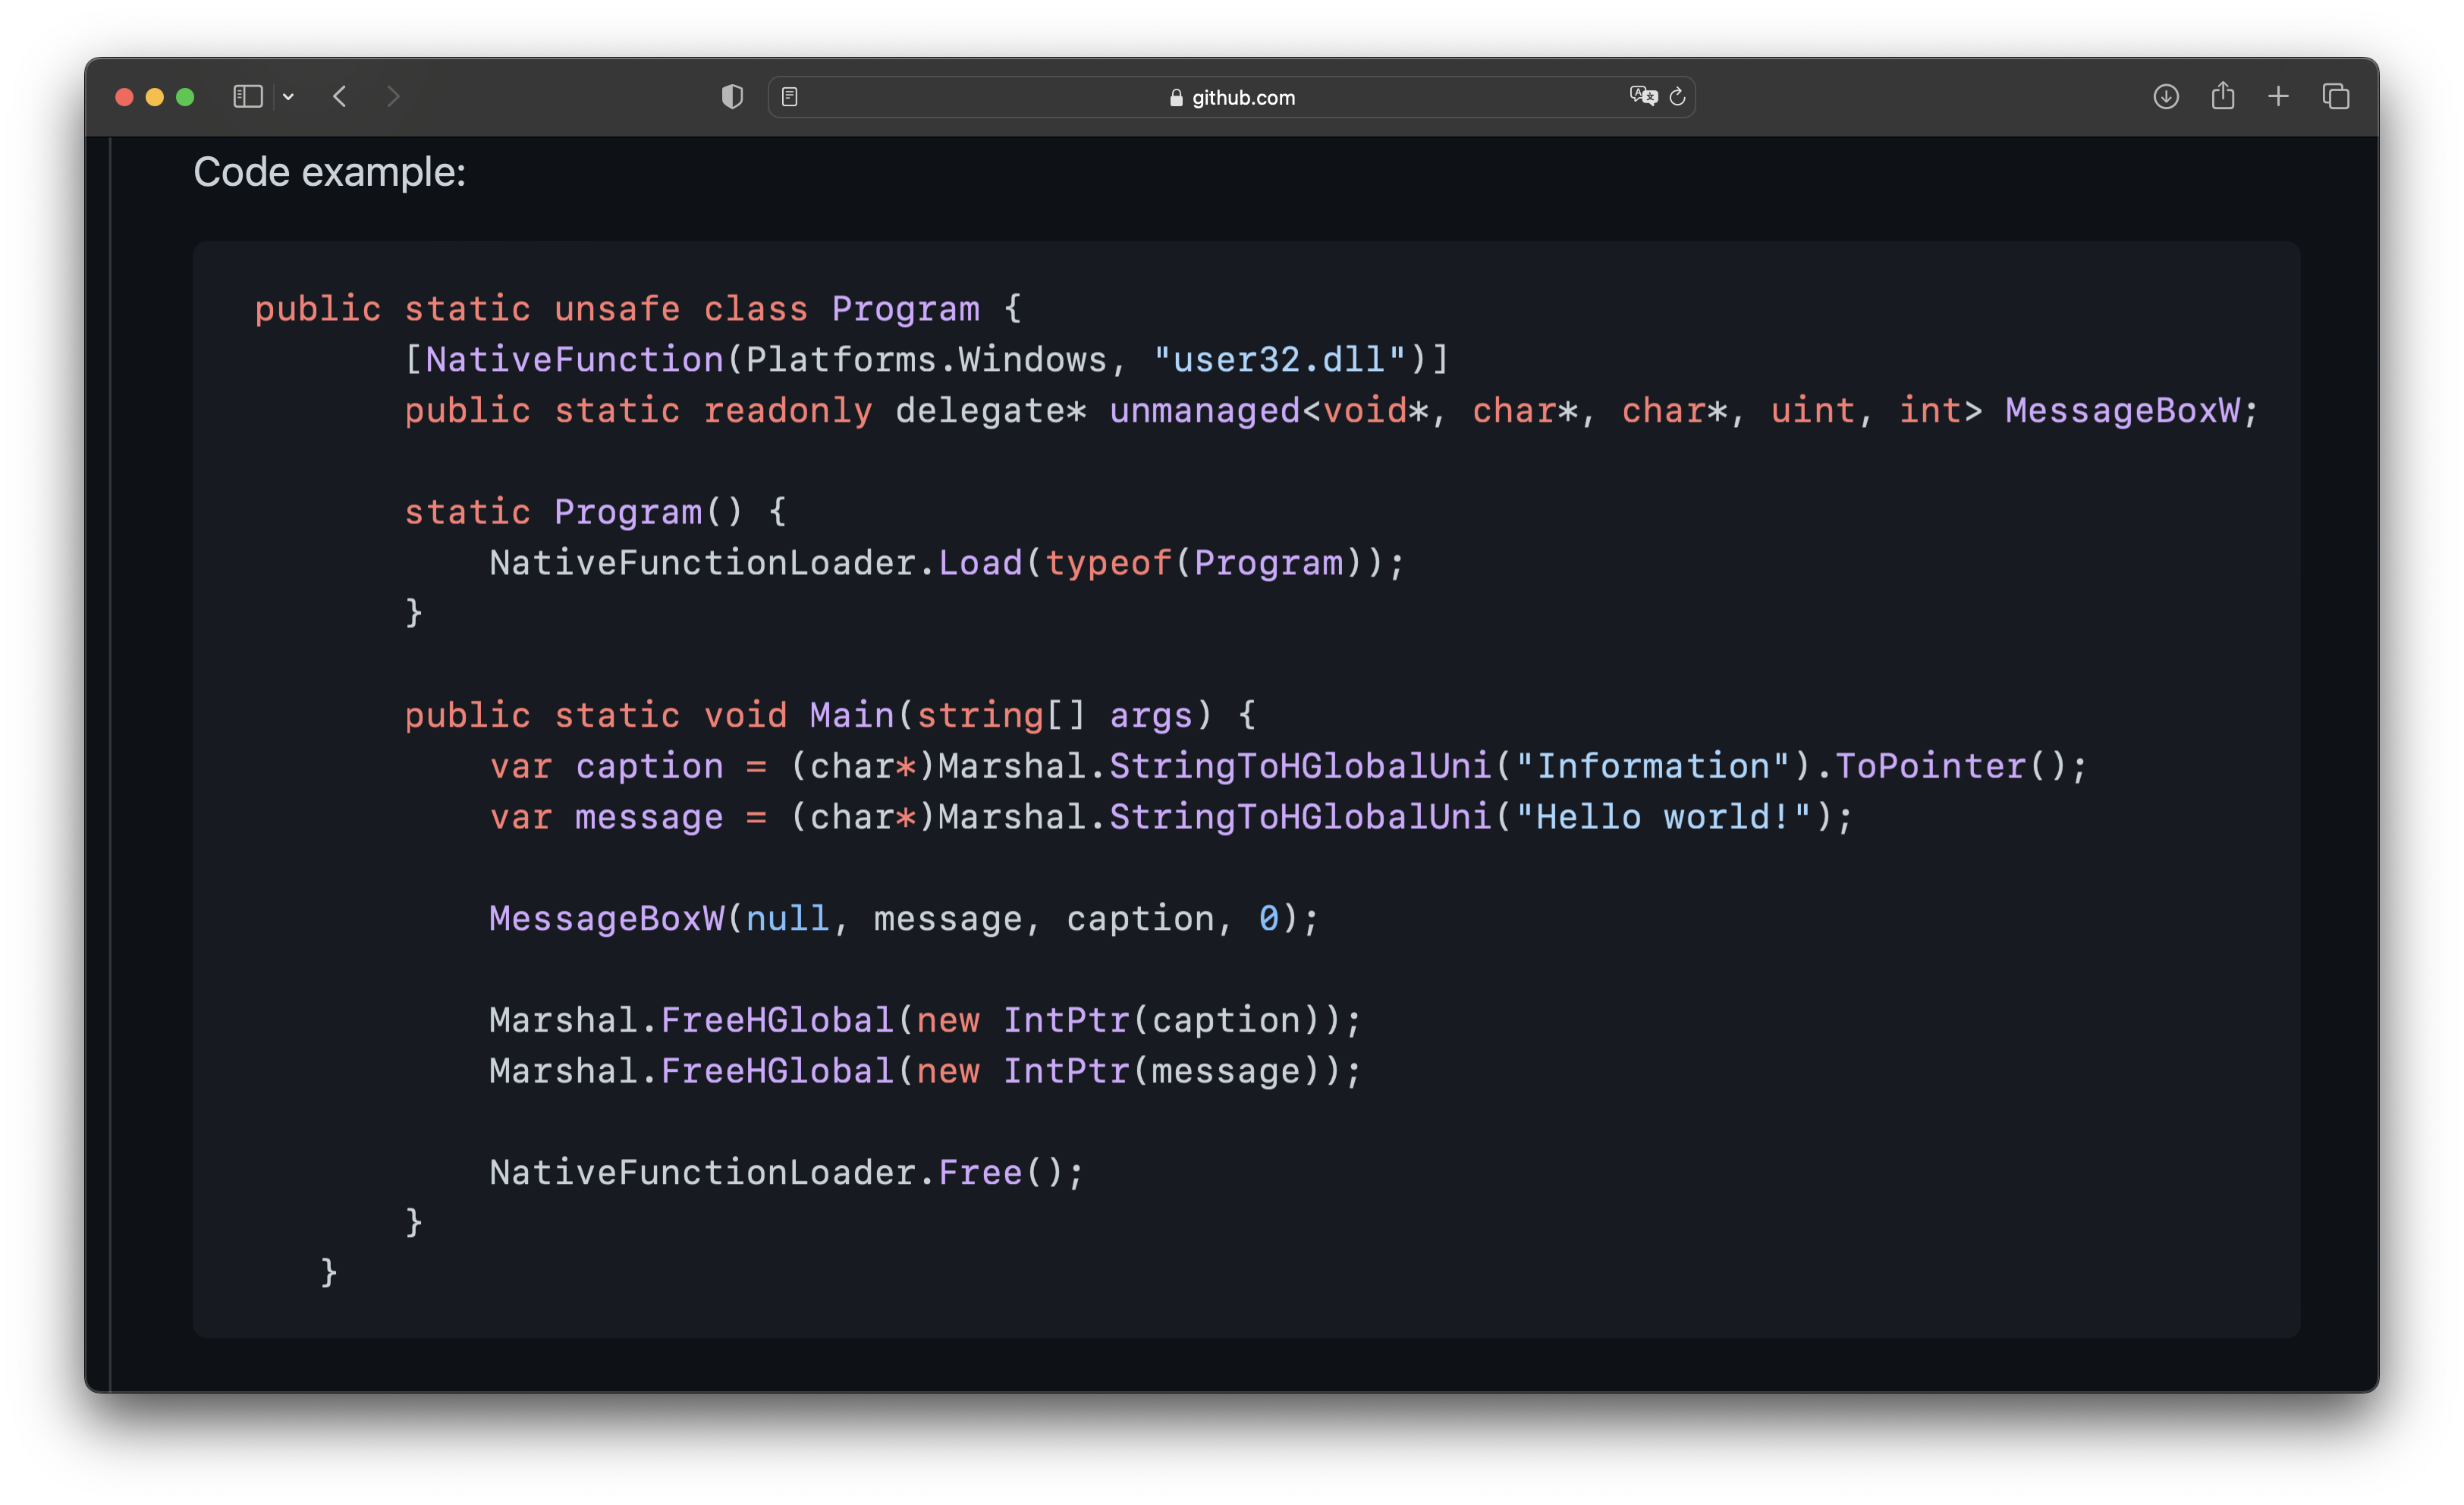 github.com
Code example:
public static unsafe class Program {
[NativeFunction(Platforms.Windows, "user32.dll")]
public static readonly delegate* unmanaged<void*, char*, char*, uint, int> MessageBoxW;
static Program() {
NativeFunctionLoader.Load(typeof(Program));
}
public static void Main(string[] args) {
var caption = (char*)Marshal.StringToHGlobalUni("Information").ToPointer();
var message = (char*)Marshal.StringToHGlobalUni("Hello world!");
MessageBoxW(null, message, caption, 0);
Marshal.FreeHGlobal(new IntPtr(caption));
Marshal.FreeHGlobal(new IntPtr(message));
NativeFunctionLoader.Free();
}
}